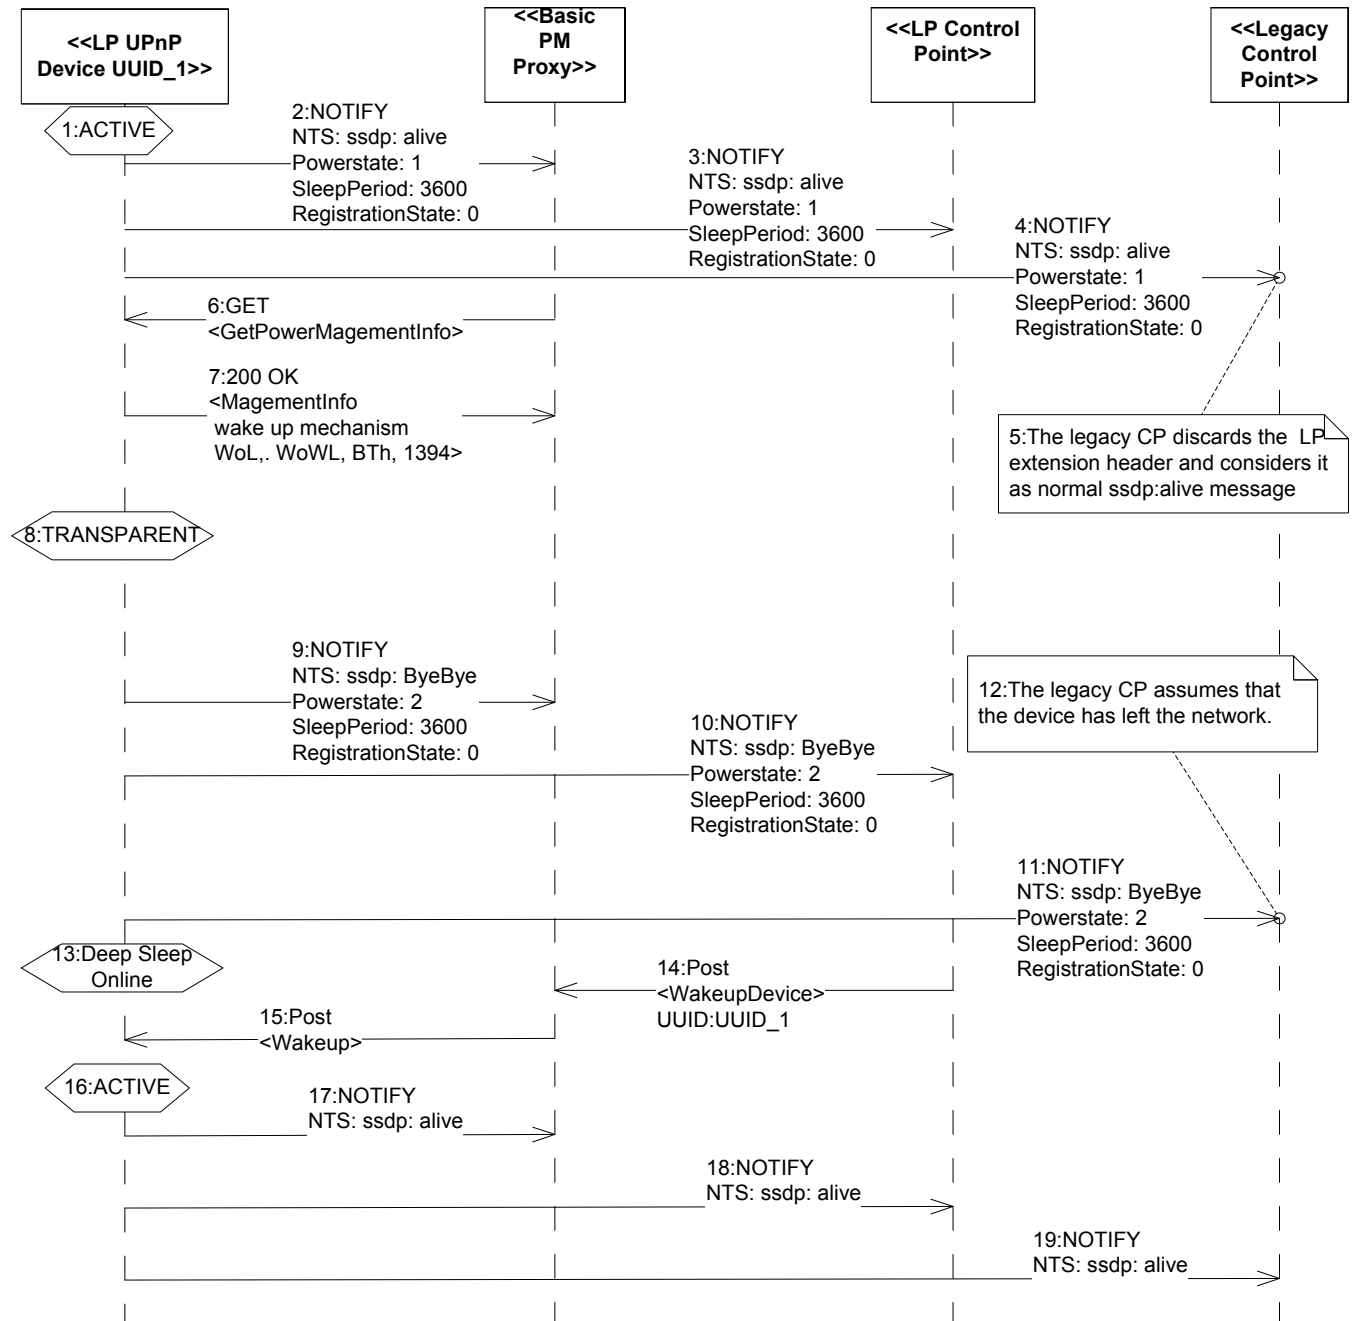 <<LP UPnP
Device UUID_1>>
<<Basic
PM
Proxy>>
<<LP Control
Point>>
<<Legacy
Control
Point>>
1:ACTIVE
2:NOTIFY
NTS: ssdp: alive
Powerstate: 1
SleepPeriod: 3600
RegistrationState: 0
3:NOTIFY
NTS: ssdp: alive
Powerstate: 1
SleepPeriod: 3600
RegistrationState: 0
4:NOTIFY
NTS: ssdp: alive
Powerstate: 1
SleepPeriod: 3600
RegistrationState: 0
6:GET
<GetPowerMagementInfo>
7:200 OK
<MagementInfo
wake up mechanism
WoL,. WoWL, BTh, 1394>
5:The legacy CP discards the LP
extension header and considers it
as normal ssdp:alive message
8:TRANSPARENT
9:NOTIFY
NTS: ssdp: ByeBye
Powerstate: 2
SleepPeriod: 3600
RegistrationState: 0
10:NOTIFY
NTS: ssdp: ByeBye
Powerstate: 2
SleepPeriod: 3600
RegistrationState: 0
12:The legacy CP assumes that
the device has left the network.
11:NOTIFY
NTS: ssdp: ByeBye
Powerstate: 2
SleepPeriod: 3600
RegistrationState: 0
13:Deep Sleep
Online
14:Post
<WakeupDevice>
UUID:UUID_1
15:Post
<Wakeup>
16:ACTIVE
17:NOTIFY
NTS: ssdp: alive
18:NOTIFY
NTS: ssdp: alive
19:NOTIFY
NTS: ssdp: alive